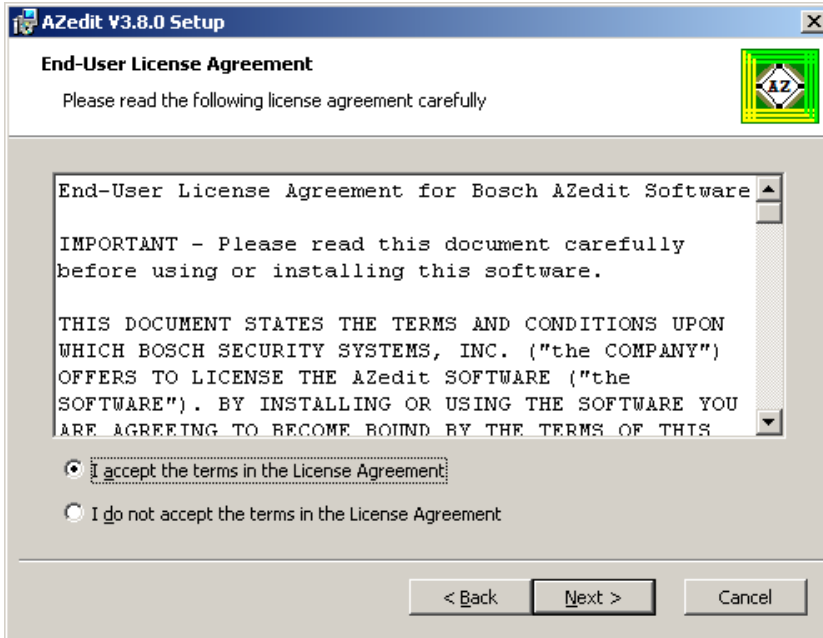 AZedit V3.8.0 Setup
End-User License Agreement
Please read the following license agreement carefully
AZ
End-User License Agreement for Bosch AZedit Software
IMPORTANT - Please read this document carefully
before using or installing this software.
THIS DOCUMENT STATES THE TERMS AND CONDITIONS UPON
WHICH BOSCH SECURITY SYSTEMS, INC. ("the COMPANY")
OFFERS TO LICENSE THE AZedit SOFTWARE ("the
SOFTWARE"). BY INSTALLING OR USING THE SOFTWARE YOU
ARE AGREEING TO BECOME BOUND BY THE TERMS OF THIS
I accept the terms in the License Agreement
I do not accept the terms in the License Agreement
< Back Next > Cancel